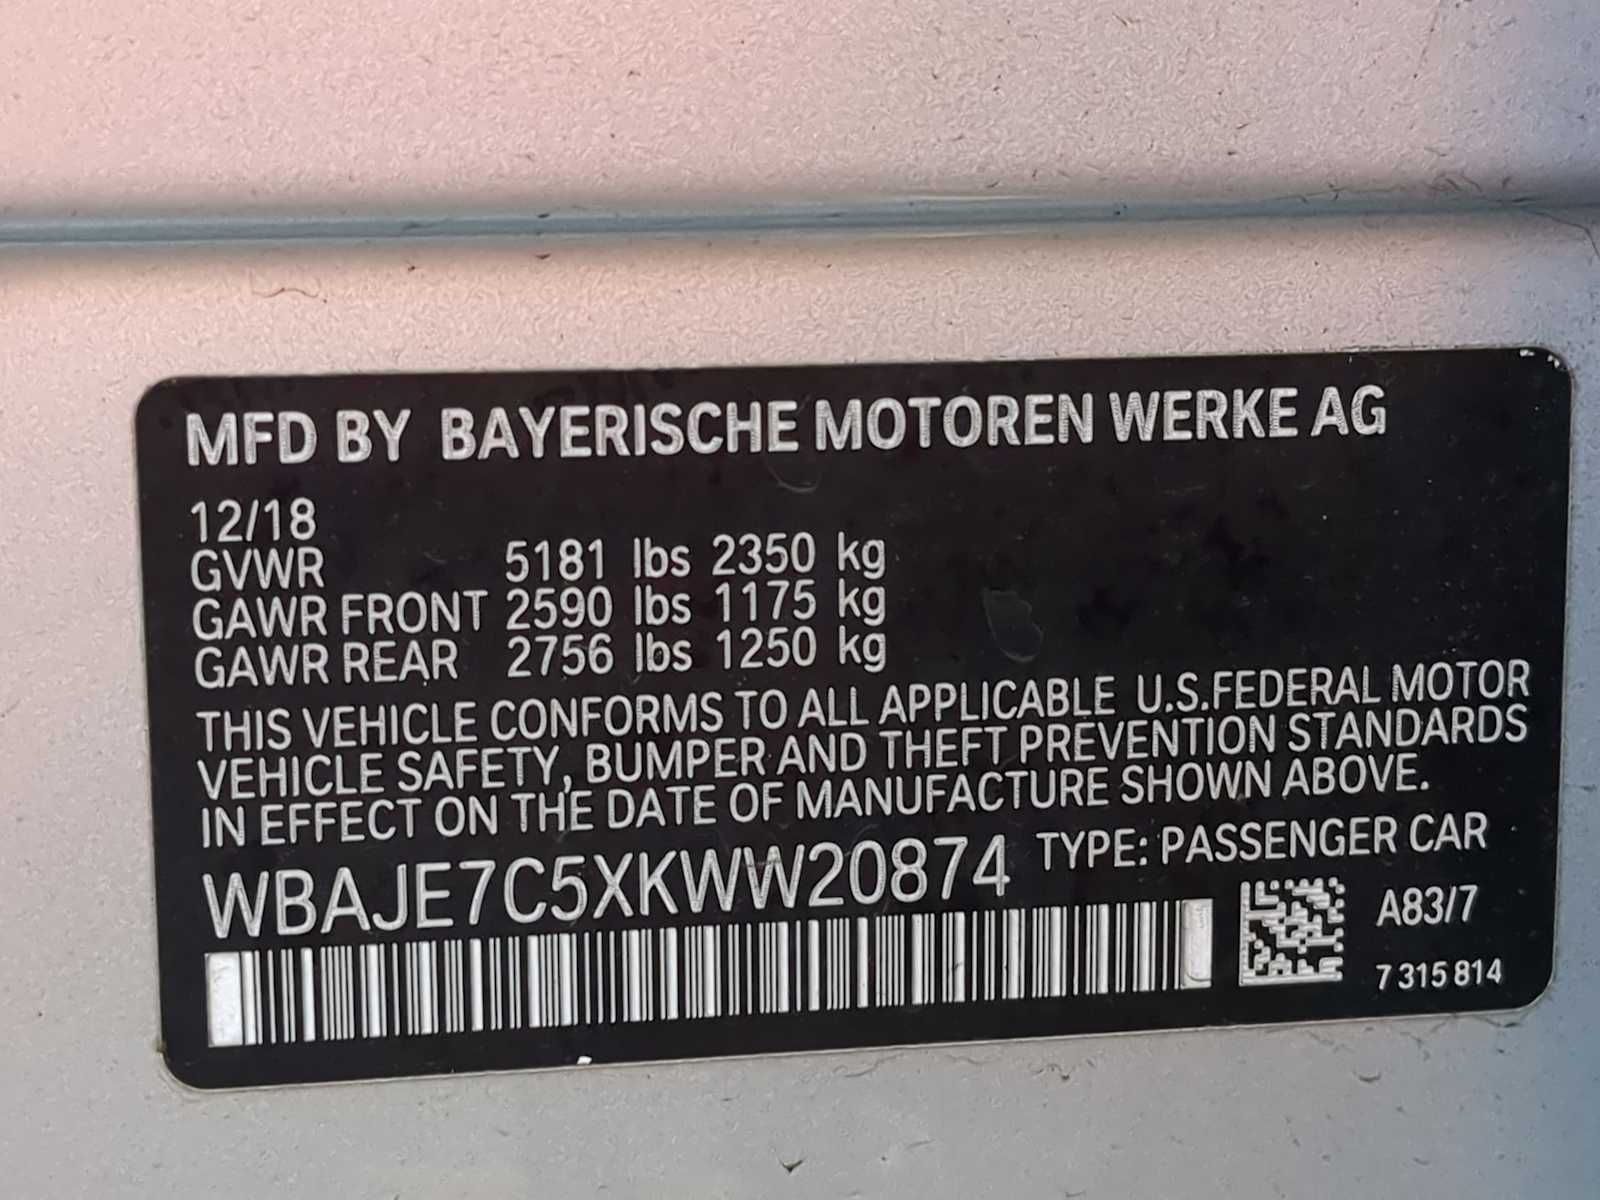 MFD BY BAYERISCHE MOTOREN WERKE AG
12/18
GVWR 5181 lbs 2350 kg
GAWR FRONT 2590 lbs 1175 kg
GAWR REAR 2756 lbs 1250 kg
THIS VEHICLE CONFORMS TO ALL APPLICABLE U.S.FEDERAL MOTOR
VEHICLE SAFETY, BUMPER AND THEFT PREVENTION STANDARDS
IN EFFECT ON THE DATE OF MANUFACTURE SHOWN ABOVE.
WBAJE7C5XKWW20874 TYPE: PASSENGER CAR
A83/7
7 315 814